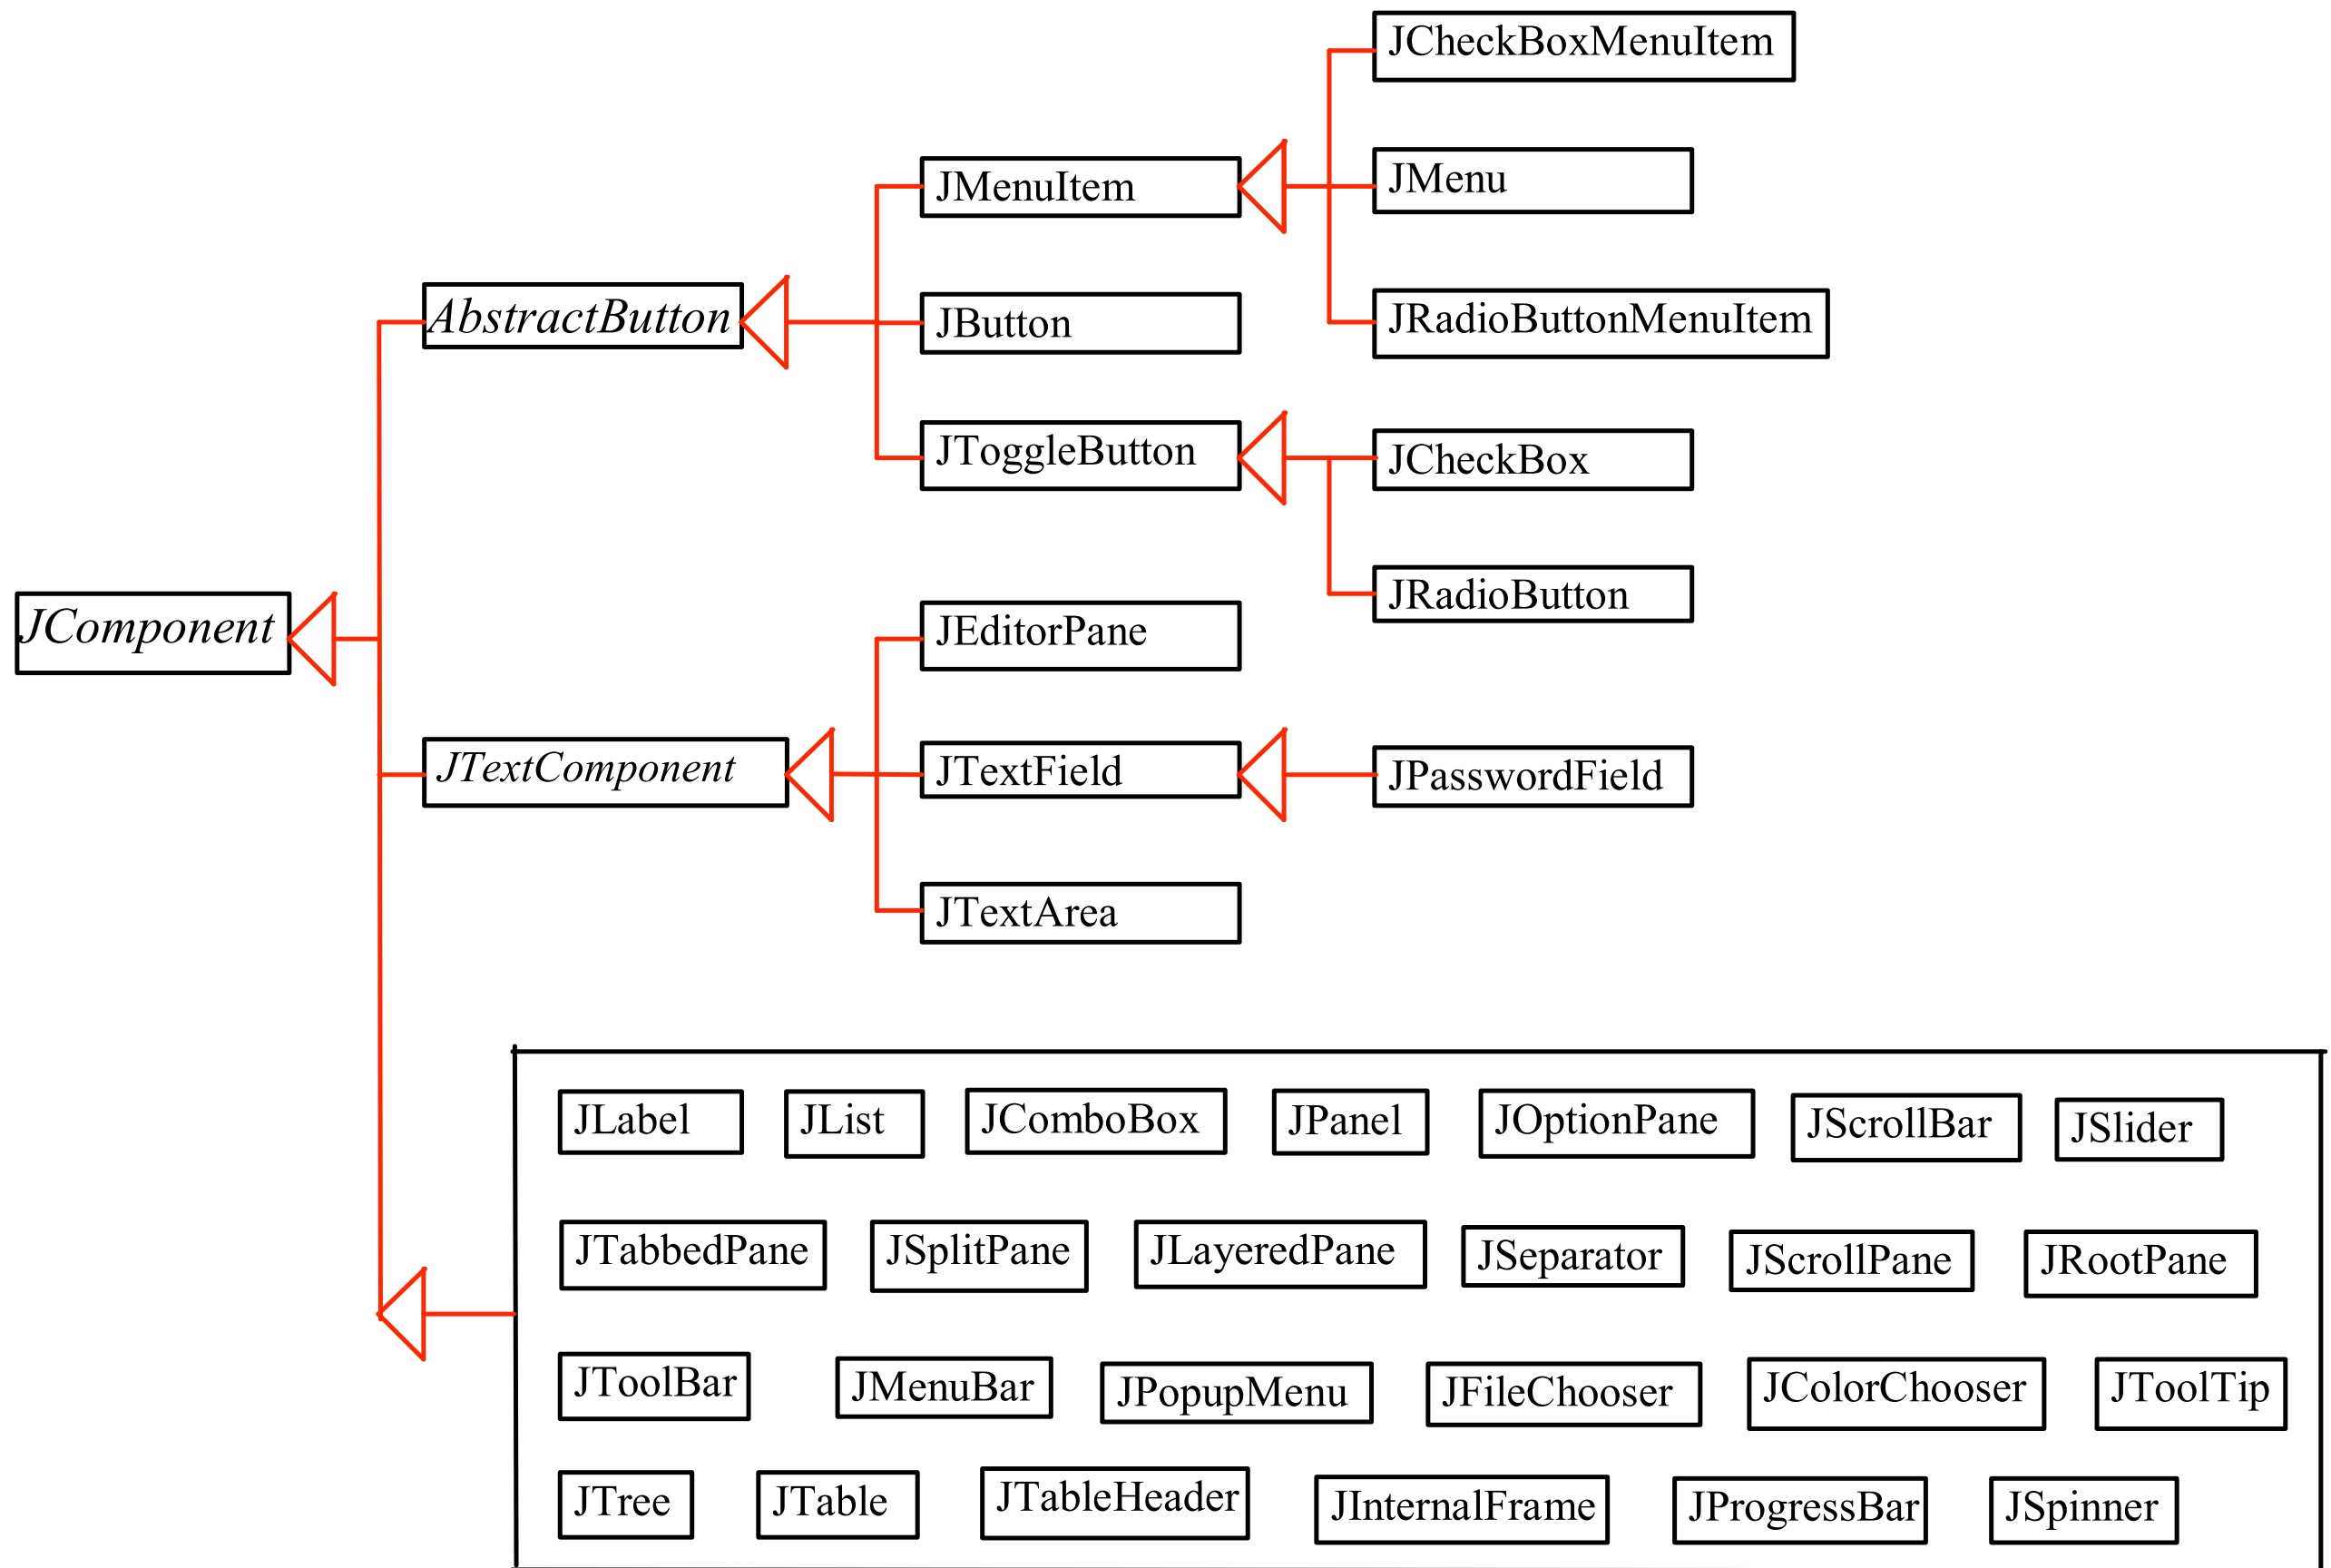 JCheckBoxMenuItem
JMenuItem
JMenu
AbstractButton
JButton
JRadioButtonMenuItem
JToggleButton
JCheckBox
JComponent
JEditorPane
JRadioButton
JTextComponent
JTextField
JPasswordField
JTextArea
JLabel JList JComboBox JPanel JOptionPane JScrollBar JSlider
JTabbedPane JSplitPane JLayeredPane JSeparator JScrollPane JRootPane
JToolBar JMenuBar JPopupMenu JFileChooser JColorChooser JToolTip
JTree JTable JTableHeader JInternalFrame JProgressBar JSpinner